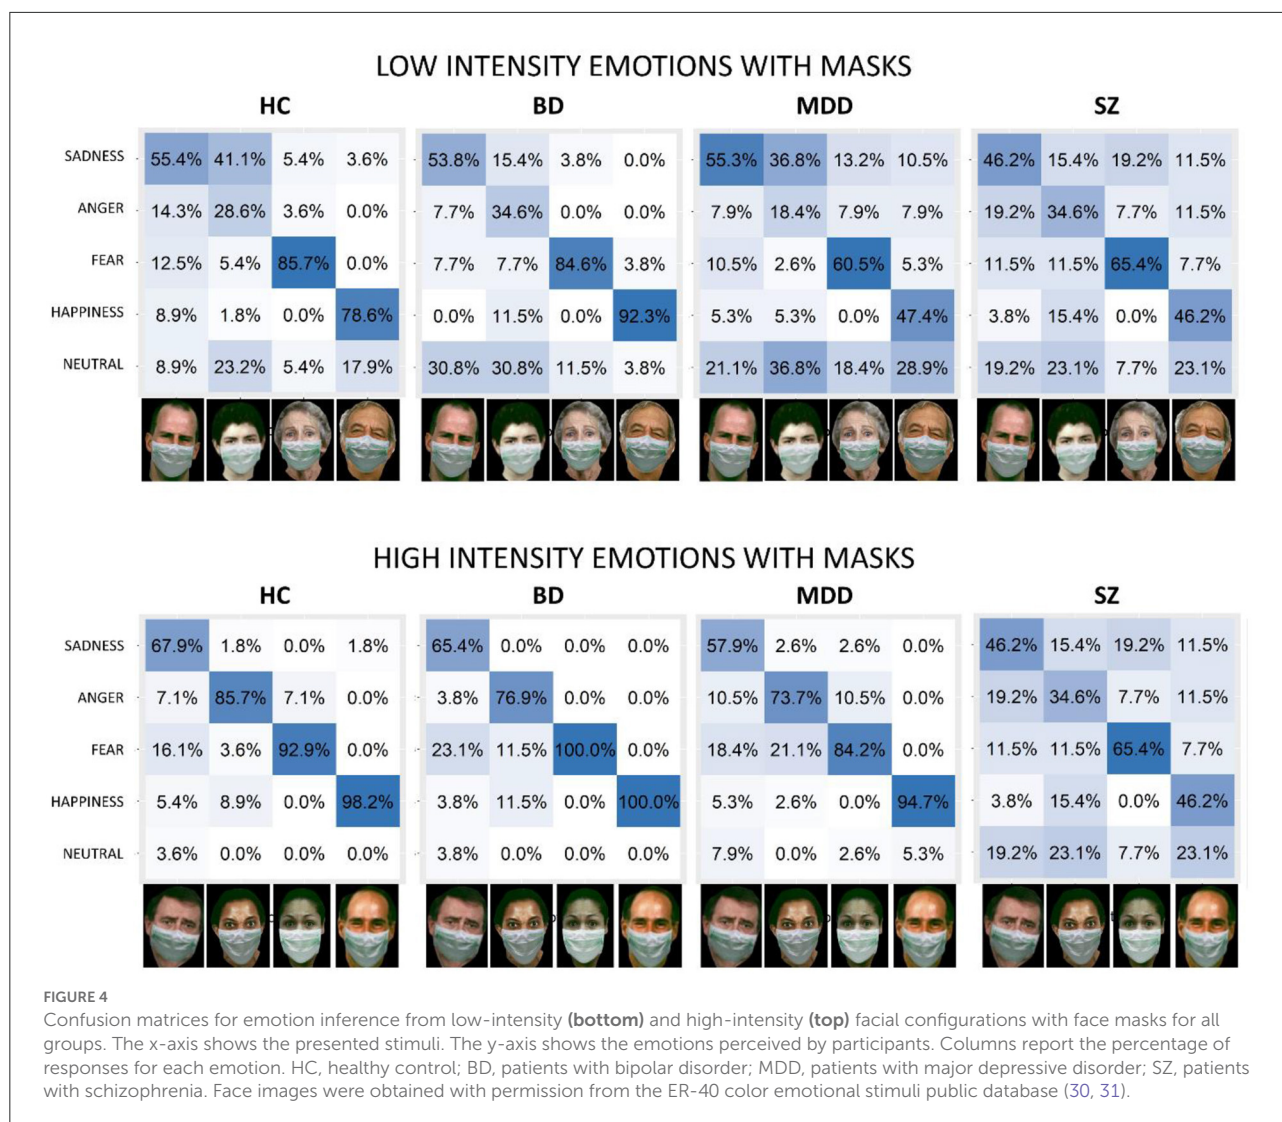 LOW INTENSITY EMOTIONS WITH MASKS
HC BD MDD SZ
SADNESS 55.4% 41.1% 5.4% 3.6% 53.8% 15.4% 3.8% 0.0% 55.3% 36.8% 13.2% 10.5% 46.2% 15.4% 19.2% 11.5%
ANGER 14.3% 28.6% 3.6% 0.0% 7.7% 34.6% 0.0% 0.0% 7.9% 18.4% 7.9% 7.9% 19.2% 34.6% 7.7% 11.5%
FEAR 12.5% 5.4% 85.7% 0.0% 7.7% 7.7% 84.6% 3.8% 10.5% 2.6% 60.5% 5.3% 11.5% 11.5% 65.4% 7.7%
HAPPINESS 8.9% 1.8% 0.0% 78.6% 0.0% 11.5% 0.0% 92.3% 5.3% 5.3% 0.0% 47.4% 3.8% 15.4% 0.0% 46.2%
NEUTRAL 8.9% 23.2% 5.4% 17.9% 30.8% 30.8% 11.5% 3.8% 21.1% 36.8% 18.4% 28.9% 19.2% 23.1% 7.7% 23.1%
HIGH INTENSITY EMOTIONS WITH MASKS
HC BD MDD SZ
SADNESS 67.9% 1.8% 0.0% 1.8% 65.4% 0.0% 0.0% 0.0% 57.9% 2.6% 2.6% 0.0% 46.2% 15.4% 19.2% 11.5%
ANGER 7.1% 85.7% 7.1% 0.0% 3.8% 76.9% 0.0% 0.0% 10.5% 73.7% 10.5% 0.0% 19.2% 34.6% 7.7% 11.5%
FEAR 16.1% 3.6% 92.9% 0.0% 23.1% 11.5% 100.0% 0.0% 18.4% 21.1% 84.2% 0.0% 11.5% 11.5% 65.4% 7.7%
HAPPINESS 5.4% 8.9% 0.0% 98.2% 3.8% 11.5% 0.0% 100.0% 5.3% 2.6% 0.0% 94.7% 3.8% 15.4% 0.0% 46.2%
NEUTRAL 3.6% 0.0% 0.0% 0.0% 3.8% 0.0% 0.0% 0.0% 7.9% 0.0% 2.6% 5.3% 19.2% 23.1% 7.7% 23.1%
FIGURE 4
Confusion matrices for emotion inference from low-intensity (bottom) and high-intensity (top) facial configurations with face masks for all
groups. The x-axis shows the presented stimuli. The y-axis shows the emotions perceived by participants. Columns report the percentage of
responses for each emotion. HC, healthy control; BD, patients with bipolar disorder; MDD, patients with major depressive disorder; SZ, patients
with schizophrenia. Face images were obtained with permission from the ER-40 color emotional stimuli public database (30, 31).